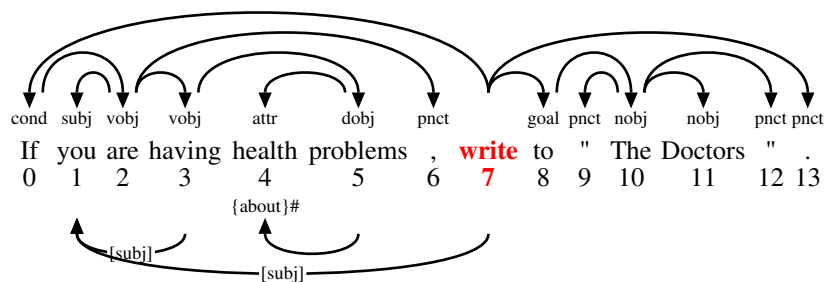 cond subj vobj vobj attr dobj pnct goal pnct nobj nobj pnct pnct
If you are having health problems , write to " The Doctors " .
0 1 2 3 4 5 6 7 8 9 10 11 12 13
{about}#
[subj]
[subj]